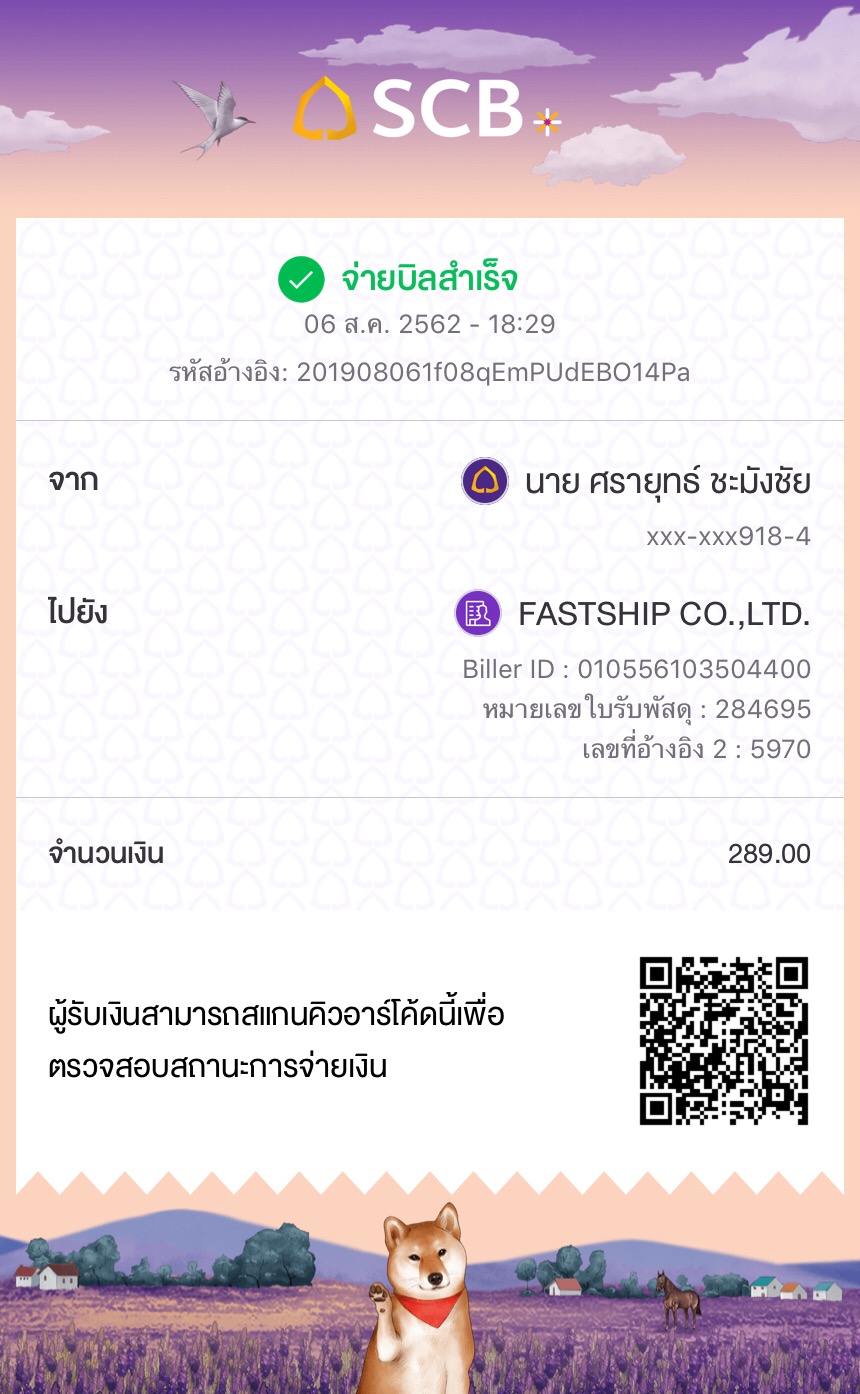 SCB
จ่ายบิลสำเร็จ
06 ส.ค. 2562 - 18:29
รหัสอ้างอิง: 201908061f08qEmPUdEBO14Pa
จาก
นาย ศรายุทธ์ ชะมังชัย
xxx-xxx918-4
ไปยัง
FASTSHIP CO.,LTD.
Biller ID : 010556103504400
หมายเลขใบรับพัสดุ : 284695
เลขที่อ้างอิง 2 : 5970
จำนวนเงิน 289.00
ผู้รับเงินสามารถสแกนคิวอาร์โค้ดนี้เพื่อ
ตรวจสอบสถานะการจ่ายเงิน